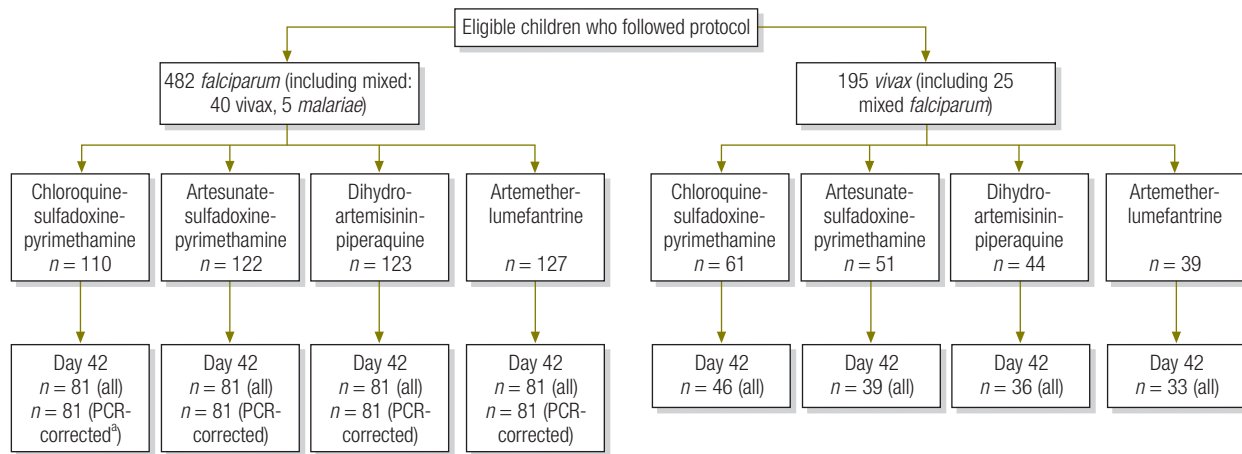 Eligible children who followed protocol
482 falciparum (including mixed:
40 vivax, 5 malariae)
195 vivax (including 25
mixed falciparum)
Chloroquine-
sulfadoxine-
pyrimethamine
n = 110
Artesunate-
sulfadoxine-
pyrimethamine
n = 122
Dihydro-
artemisinin-
piperaquine
n = 123
Artemether-
lumefantrine
n = 127
Chloroquine-
sulfadoxine-
pyrimethamine
n = 61
Artesunate-
sulfadoxine-
pyrimethamine
n = 51
Dihydro-
artemisinin-
piperaquine
n = 44
Artemether-
lumefantrine
n = 39
Day 42
n = 81 (all)
n = 81 (PCR-
correctedª)
Day 42
n = 81 (all)
n = 81 (PCR-
corrected)
Day 42
n = 81 (all)
n = 81 (PCR-
corrected)
Day 42
n = 81 (all)
n = 81 (PCR-
corrected)
Day 42
n = 46 (all)
Day 42
n = 39 (all)
Day 42
n = 36 (all)
Day 42
n = 33 (all)